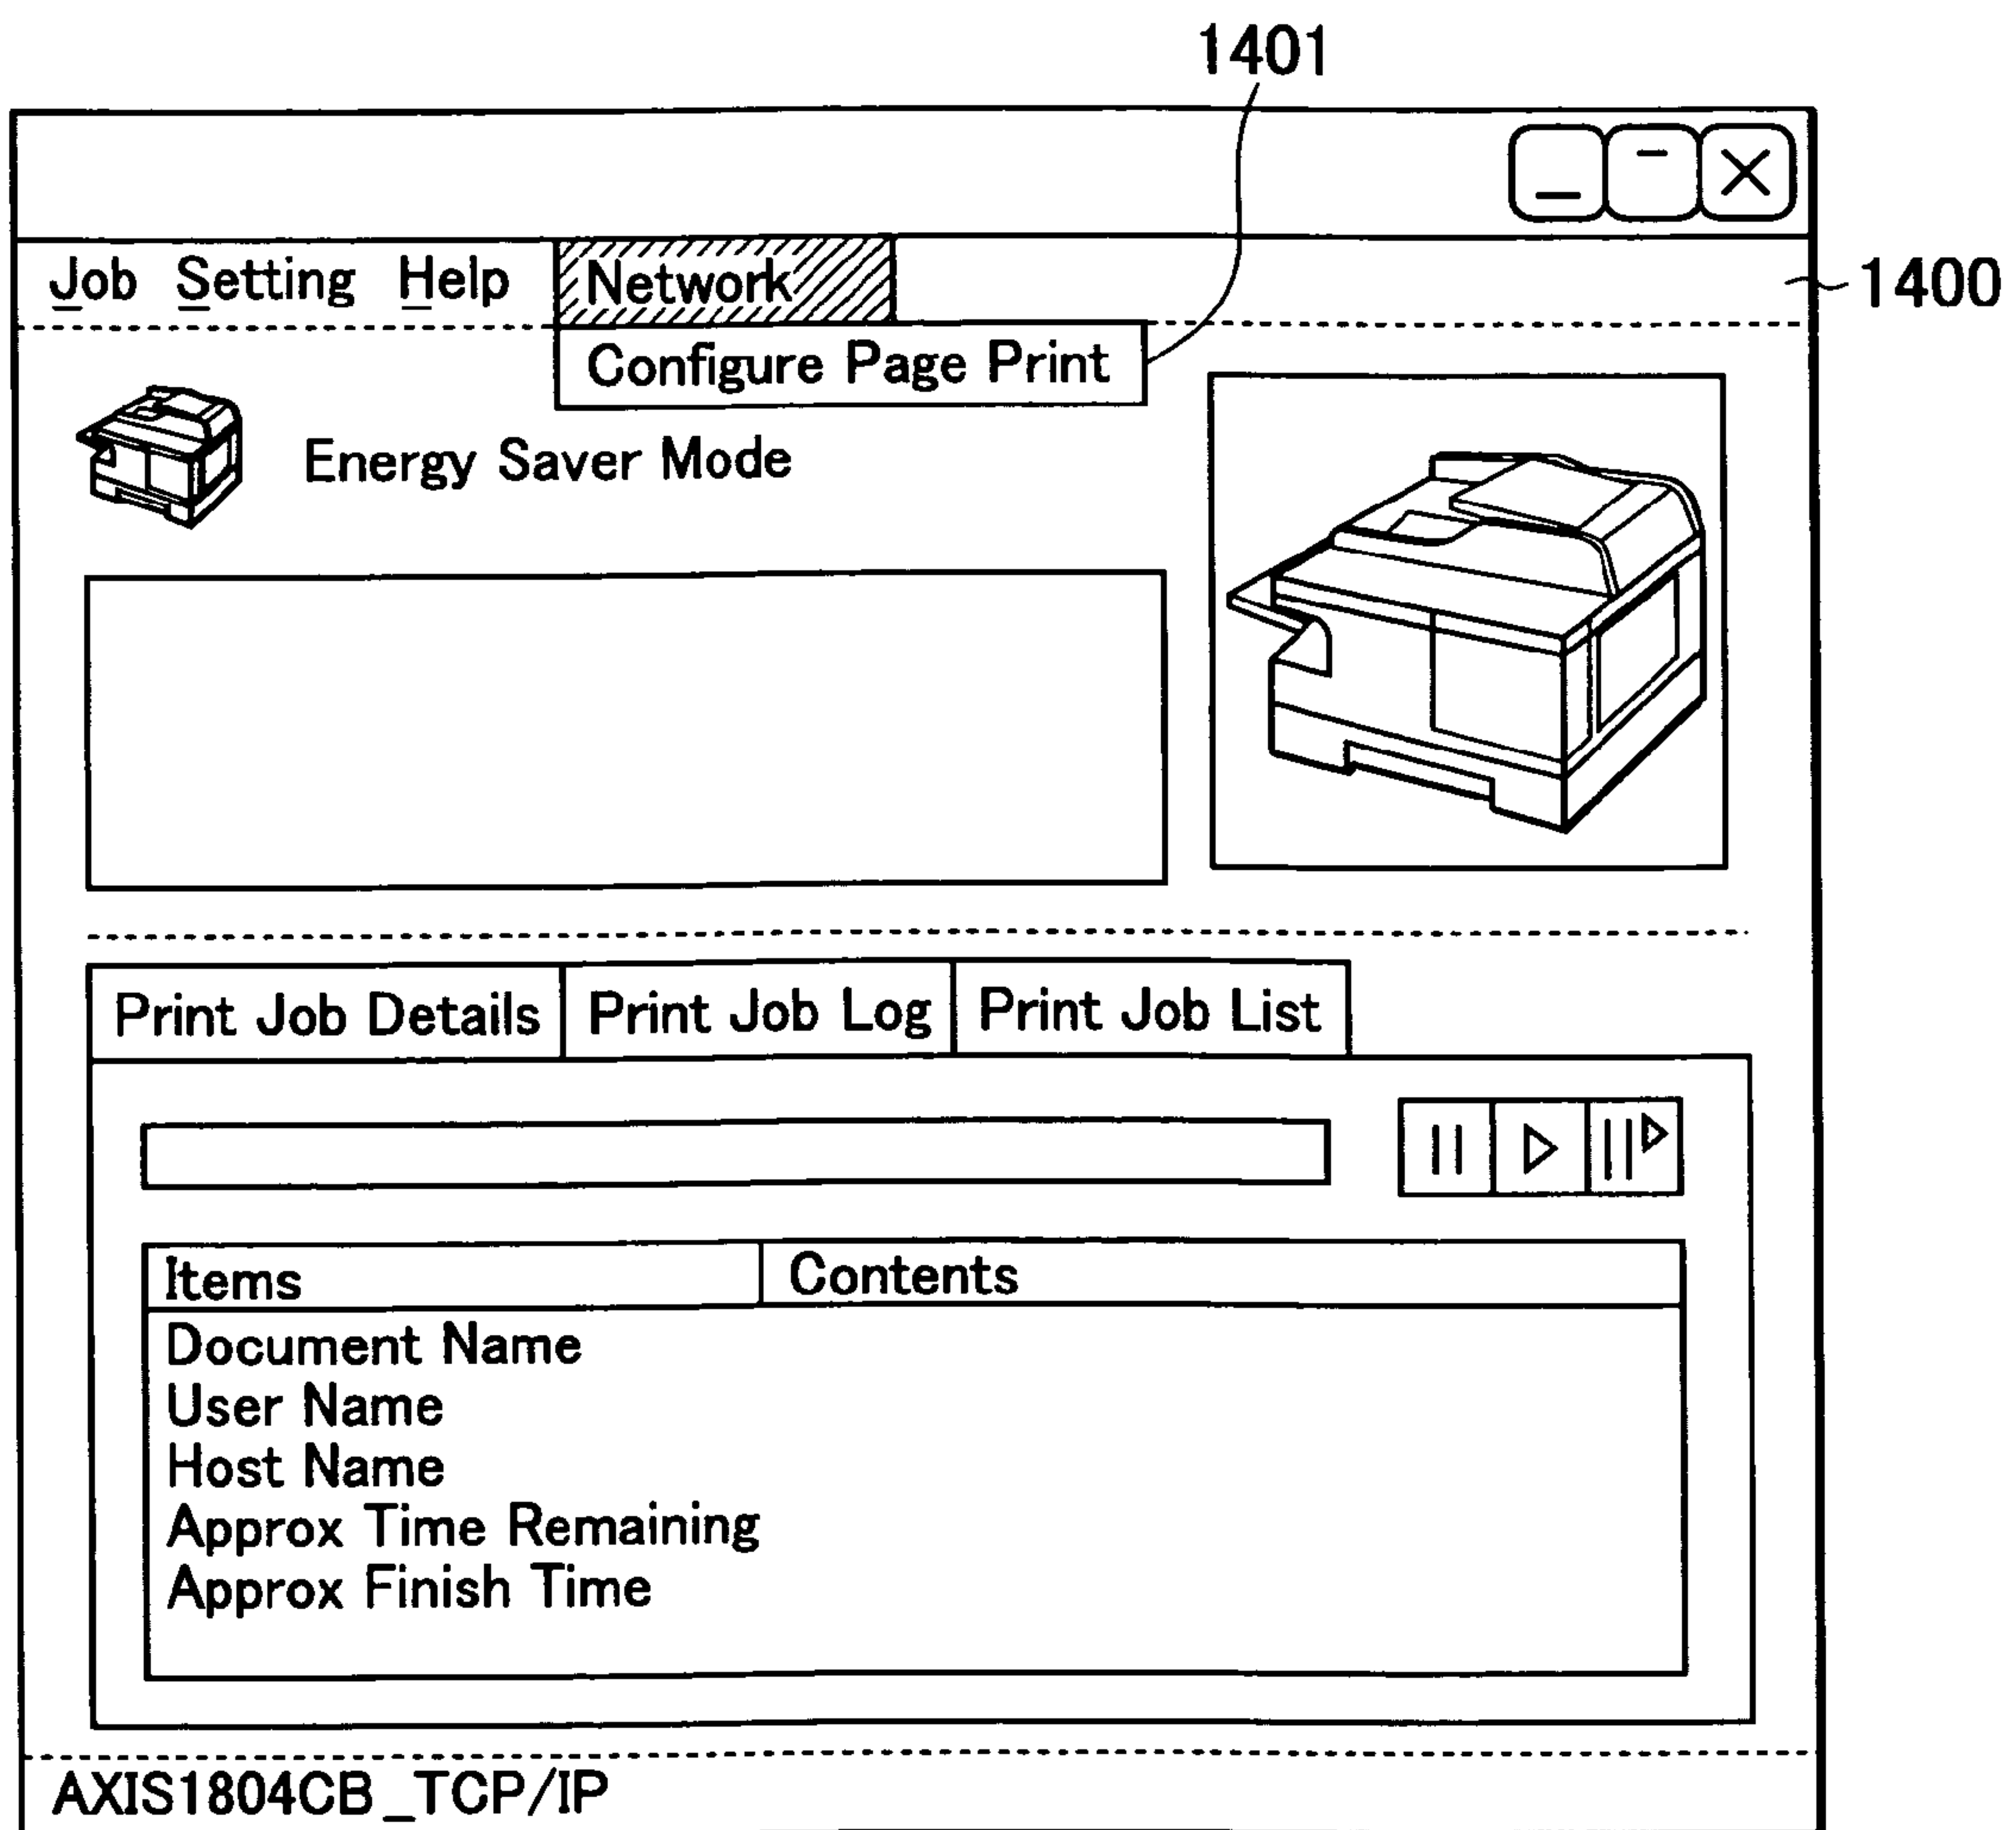 1401
1400
Job Setting Help Network
Configure Page Print
Energy Saver Mode
Print Job Details Print Job Log Print Job List
Items Contents
Document Name
User Name
Host Name
Approx Time Remaining
Approx Finish Time
AXIS1804CB_TCP/IP